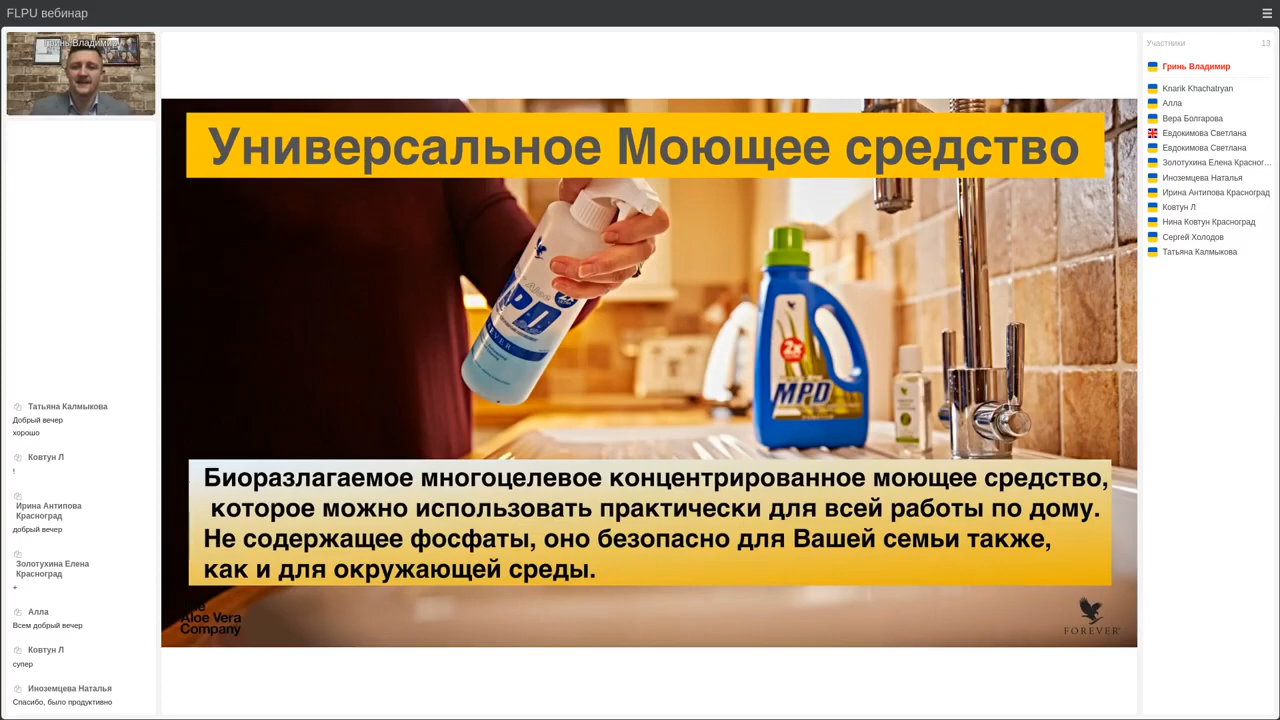 FLPU вебинар
Гринь Владимир
Татьяна Калмыкова
Добрый вечер
хорошо
Ковтун Л
!
Ирина Антипова
Красноград
добрый вечер
Золотухина Елена
Красноград
+
Алла
Всем добрый вечер
Ковтун Л
супер
Иноземцева Наталья
Спасибо, было продуктивно
Универсальное Моющее средство
Aloe
MPD
FOREVER
2x
MPD
Биоразлагаемое многоцелевое концентрированное моющее средство,
которое можно использовать практически для всей работы по дому.
Не содержащее фосфаты, оно безопасно для Вашей семьи также,
как и для окружающей среды.
The
Aloe Vera
Company
FOREVER
Участники 13
Гринь Владимир
Knarik Khachatryan
Алла
Вера Болгарова
Евдокимова Светлана
Евдокимова Светлана
Золотухина Елена Красног...
Иноземцева Наталья
Ирина Антипова Красноград
Ковтун Л
Нина Ковтун Красноград
Сергей Холодов
Татьяна Калмыкова